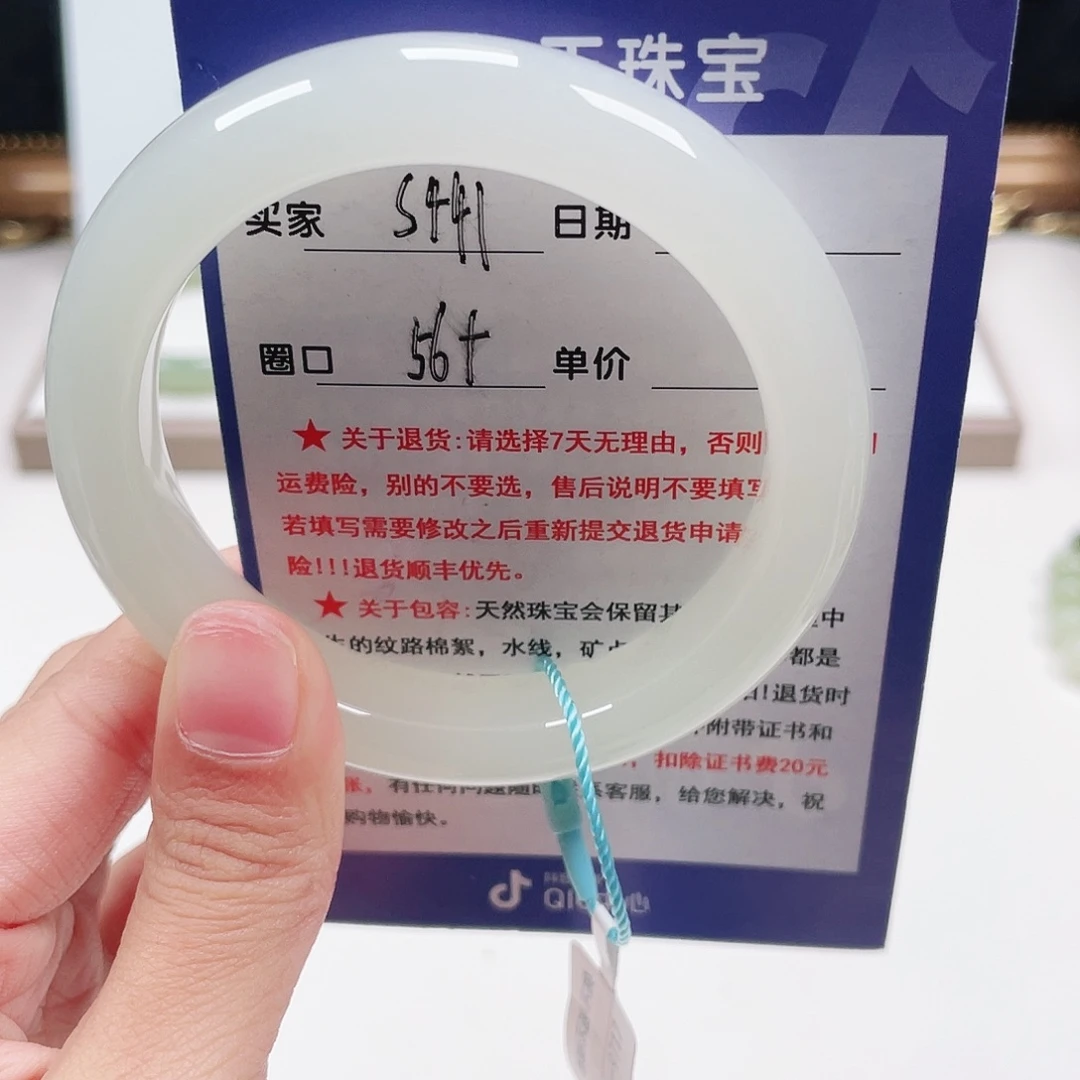 珠宝
买家 S441 日期
圈口 56+ 单价
★关于退货:请选择7天无理由，否则
运费险，别的不要选，售后说明不要填写
若填写需要修改之后重新提交退货申请
险!!!退货顺丰优先。
★关于包容:天然珠宝会保留其 中
的纹路棉絮，水线，矿 都是
!退货时
附带证书和
，扣除证书费20元
有任何问题随 客服，给您解决，祝
购物愉快。